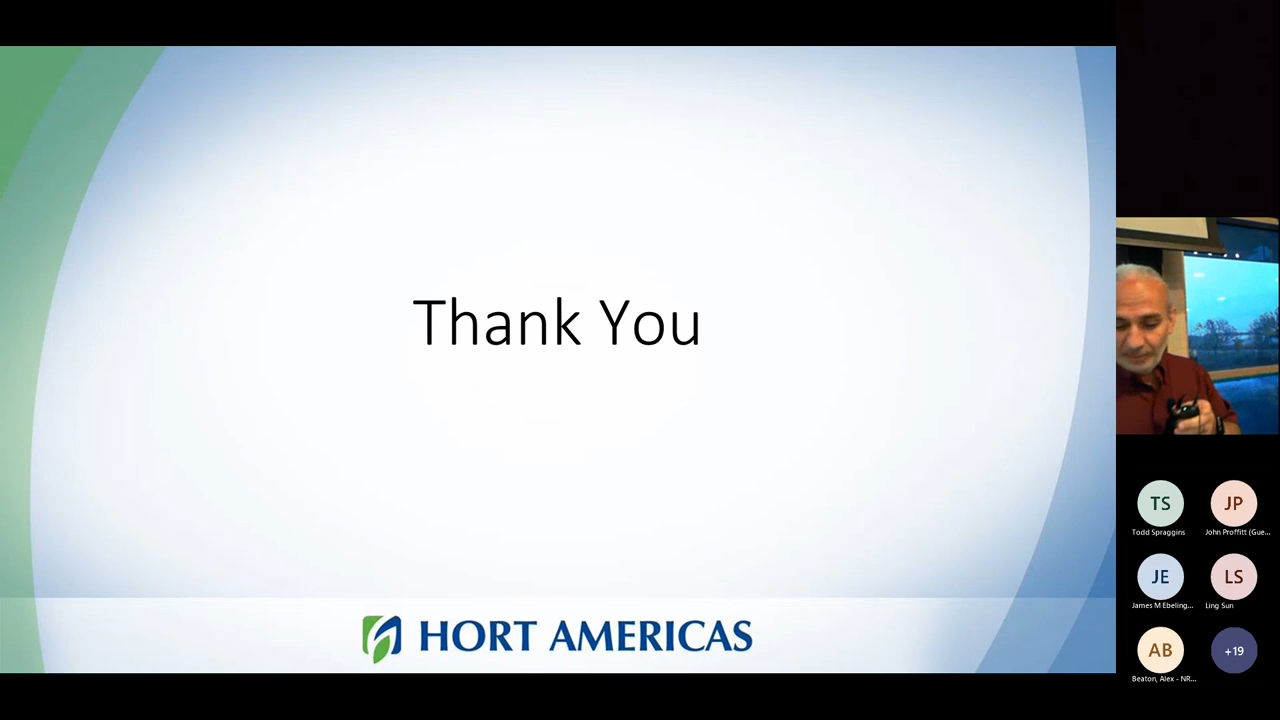 Thank You
HORT AMERICAS
TS
JP
Todd Spraggins
John Proffitt (Gue...
JE
LS
James M Ebeling...
Ling Sun
AB
+19
Beaton, Alex - NR...